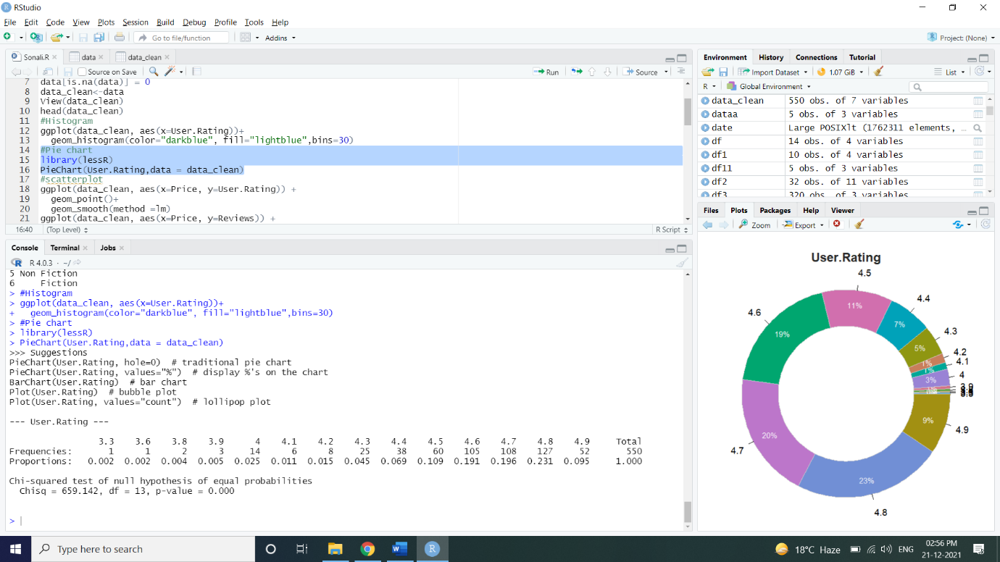 RStudio
File Edit Code View Plots Session Build Debug Profile Tools Help
Go to file/function Addins Project: (None)
Sonali.R data data_clean
Source on Save Run Source
7 data[is.na(data)] = 0
8 data_clean<-data
9 View(data_clean)
10 head(data_clean)
11 #Histogram
12 ggplot(data_clean, aes(x=User.Rating))+
13 geom_histogram(color="darkblue", fill="lightblue",bins=30)
14 #Pie chart
15 library(lessR)
16 PieChart(User.Rating,data = data_clean)
17 #scatterplot
18 ggplot(data_clean, aes(x=Price, y=User.Rating)) +
19 geom_point()+
20 geom_smooth(method =lm)
21 ggplot(data_clean, aes(x=Price, y=Reviews)) +
16:40 (Top Level) R Script
Console Terminal Jobs
R 4.0.3 · ~/
5 Non Fiction
6 Fiction
> #Histogram
> ggplot(data_clean, aes(x=User.Rating))+
+ geom_histogram(color="darkblue", fill="lightblue",bins=30)
> #Pie chart
> library(lessR)
> PieChart(User.Rating,data = data_clean)
>>> Suggestions
PieChart(User.Rating, hole=0) # traditional pie chart
PieChart(User.Rating, values="%") # display %'s on the chart
BarChart(User.Rating) # bar chart
Plot(User.Rating) # bubble plot
Plot(User.Rating, values="count") # lollipop plot
--- User.Rating ---
3.3 3.6 3.8 3.9 4 4.1 4.2 4.3 4.4 4.5 4.6 4.7 4.8 4.9 Total
Frequencies: 1 1 2 3 14 6 8 25 38 60 105 108 127 52 550
Proportions: 0.002 0.002 0.004 0.005 0.025 0.011 0.015 0.045 0.069 0.109 0.191 0.196 0.231 0.095 1.000
Chi-squared test of null hypothesis of equal probabilities
Chisq = 659.142, df = 13, p-value = 0.000
>
Environment History Connections Tutorial
Import Dataset 1.07 GiB List
R Global Environment
data_clean 550 obs. of 7 variables
dataa 5 obs. of 3 variables
date Large POSIXlt (1762311 elements, …
df 14 obs. of 4 variables
df1 10 obs. of 4 variables
df11 5 obs. of 3 variables
df2 32 obs. of 11 variables
df3 320 obs. of 3 variables
Files Plots Packages Help Viewer
Zoom Export
User.Rating
4.5
11%
4.4
7%
4.6
19%
4.3
5%
4.2
1%
4.1
1%
4
3%
9%
4.9
20%
4.7
23%
4.8
Type here to search
18°C Haze ENG 02:56 PM
21-12-2021